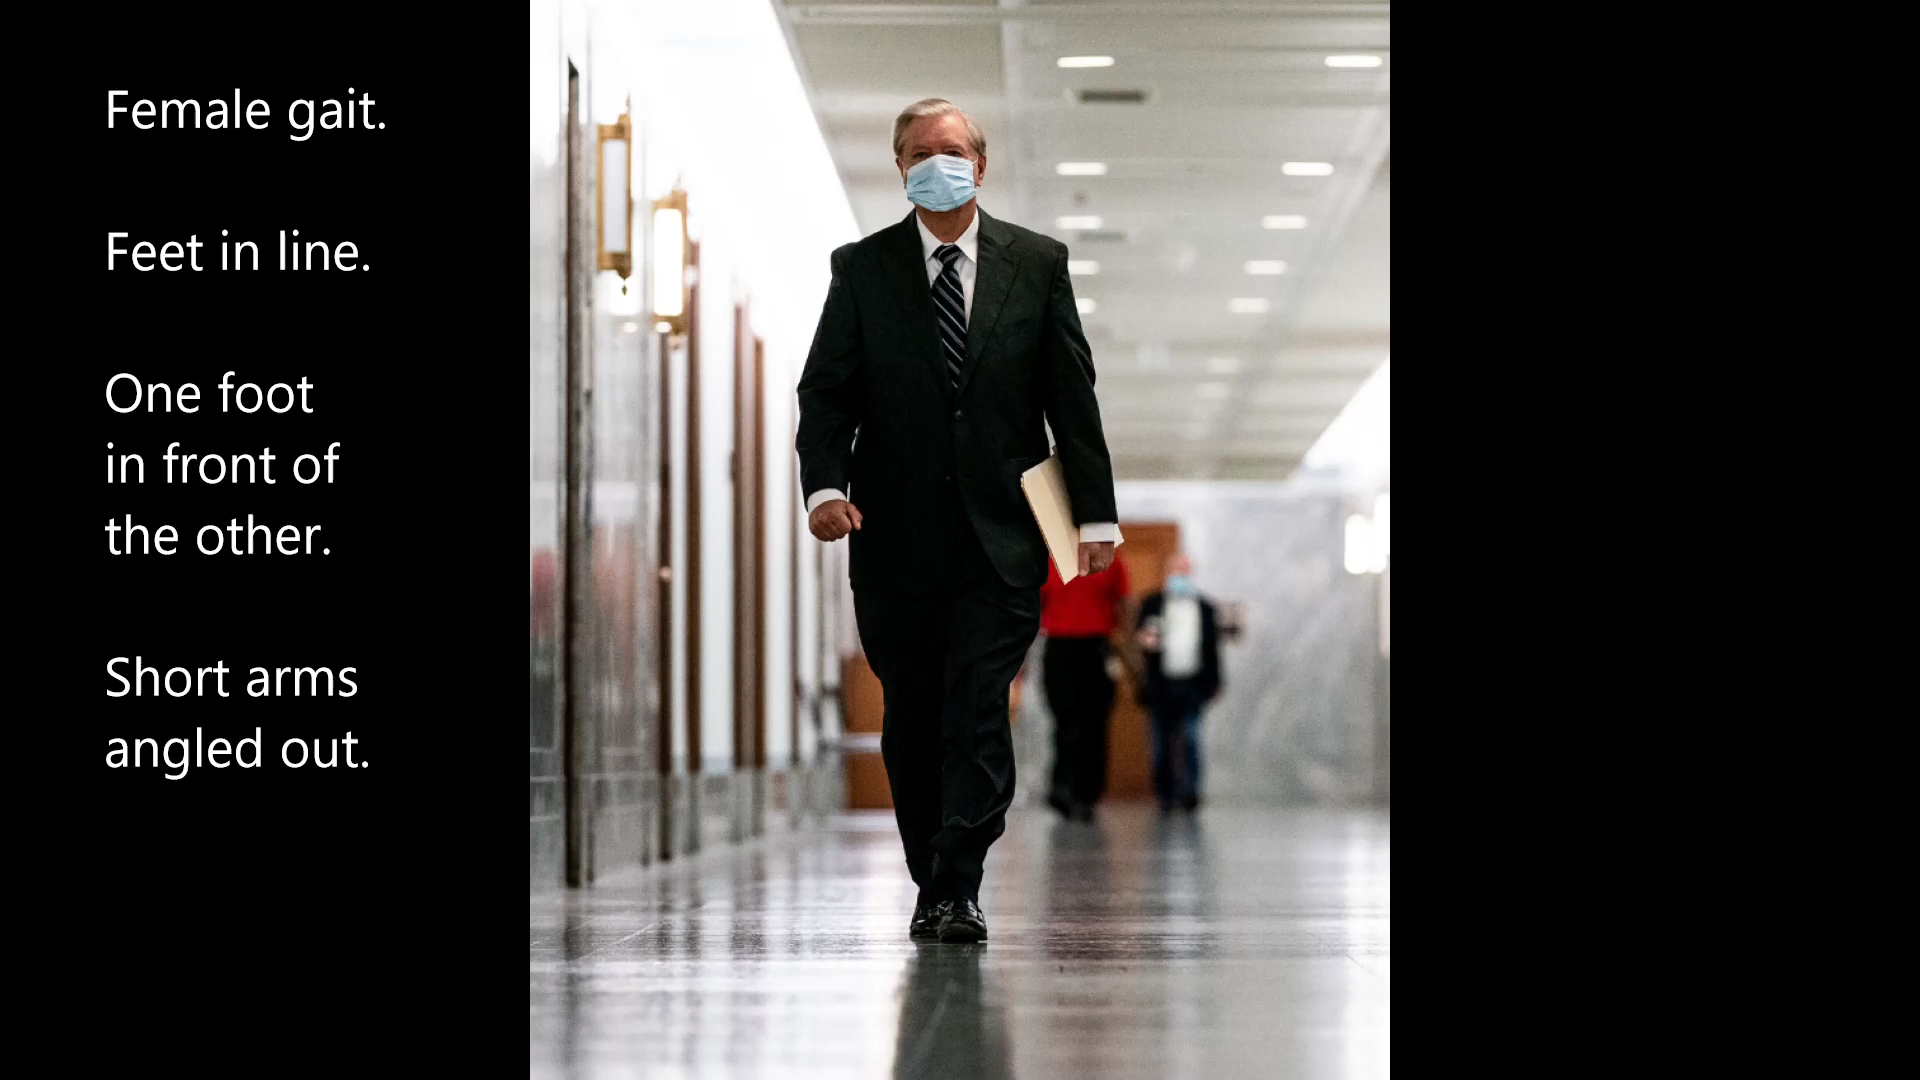 Female gait.
Feet in line.
One foot
in front of
the other.
Short arms
angled out.